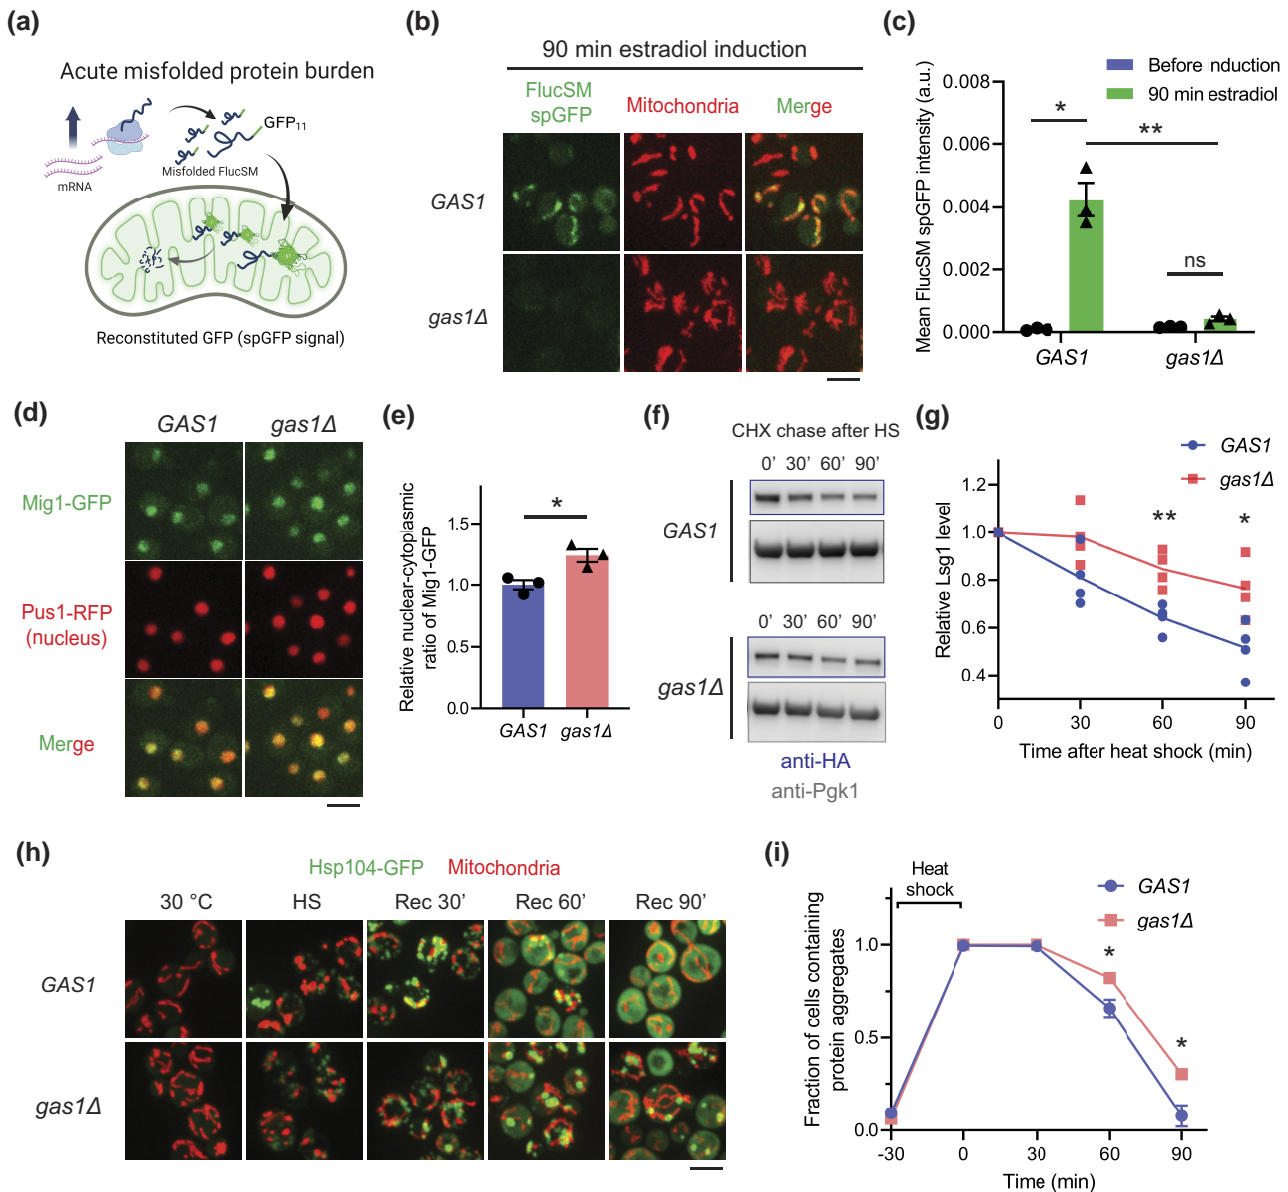 (a)
Acute misfolded protein burden
GFP11
mRNA
Misfolded FlucSM
Reconstituted GFP (spGFP signal)
(b)
90 min estradiol induction
FlucSM
spGFP
Mitochondria
Merge
GAS1
gas1Δ
(c)
Mean FlucSM spGFP intensity (a.u.)
Before induction
90 min estradiol
0.008
0.006
0.004
0.002
0.000
*
**
ns
GAS1
gas1Δ
(d)
GAS1
gas1Δ
Mig1-GFP
Pus1-RFP
(nucleus)
Merge
(e)
Relative nuclear-cytoplasmic
ratio of Mig1-GFP
1.5
1.0
0.5
0.0
*
GAS1
gas1Δ
(f)
CHX chase after HS
0’ 30’ 60’ 90’
GAS1
0’ 30’ 60’ 90’
gas1Δ
anti-HA
anti-Pgk1
(g)
GAS1
gas1Δ
Relative Lsg1 level
1.2
1.0
0.8
0.6
0.4
**
*
0 30 60 90
Time after heat shock (min)
(h)
Hsp104-GFP Mitochondria
30 °C HS Rec 30’ Rec 60’ Rec 90’
GAS1
gas1Δ
(i)
Heat
shock
GAS1
gas1Δ
Fraction of cells containing
protein aggregates
1.0
0.5
0.0
*
*
-30 0 30 60 90
Time (min)